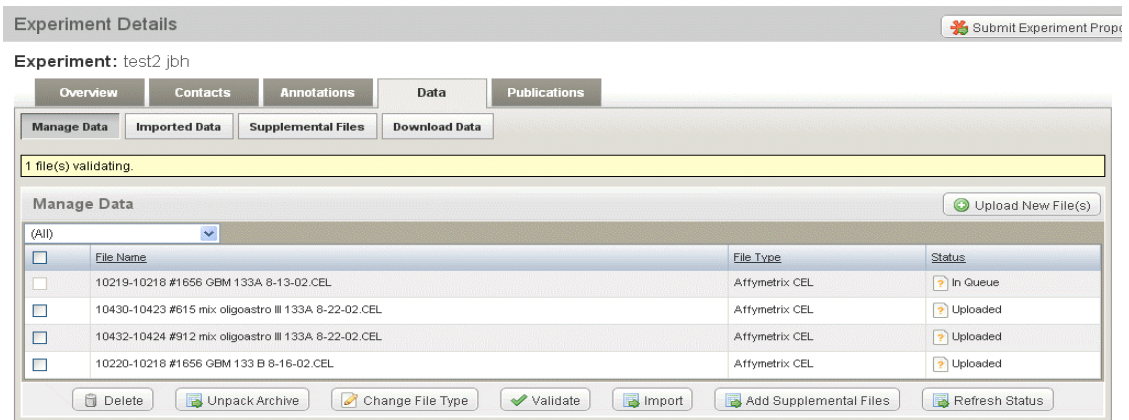 Experiment Details
Submit Experiment Propo
Experiment: test2 jbh
Overview Contacts Annotations Data Publications
Manage Data Imported Data Supplemental Files Download Data
1 file(s) validating.
Manage Data
Upload New File(s)
(All)
File Name File Type Status
10219-10218 #1656 GBM 133A 8-13-02.CEL Affymetrix CEL In Queue
10430-10423 #615 mix oligoastro III 133A 8-22-02.CEL Affymetrix CEL Uploaded
10432-10424 #912 mix oligoastro III 133A 8-22-02.CEL Affymetrix CEL Uploaded
10220-10218 #1656 GBM 133 B 8-16-02.CEL Affymetrix CEL Uploaded
Delete Unpack Archive Change File Type Validate Import Add Supplemental Files Refresh Status